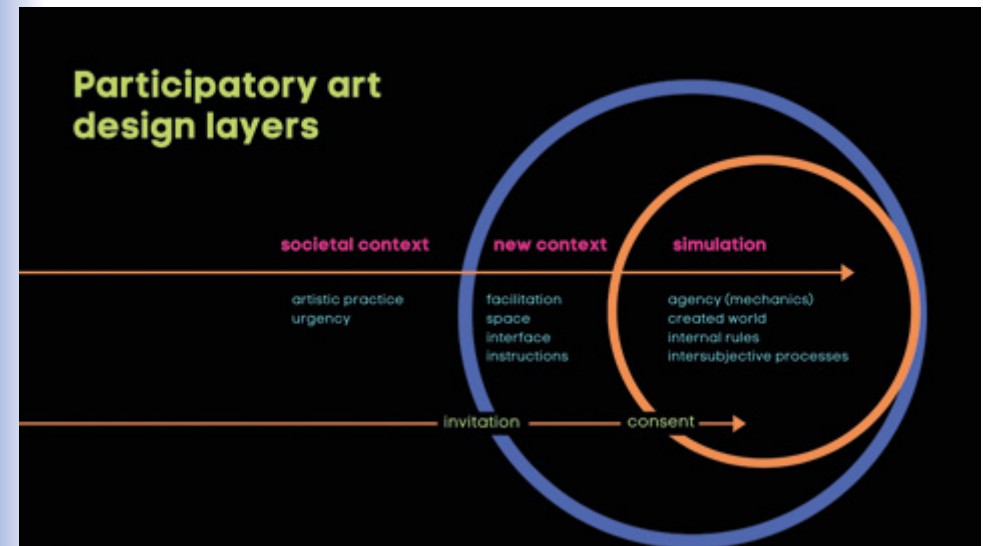 Participatory art
design layers
societal context
new context
simulation
artistic practice
urgency
facilitation
space
interface
instructions
agency (mechanics)
created world
internal rules
intersubjective processes
invitation
consent